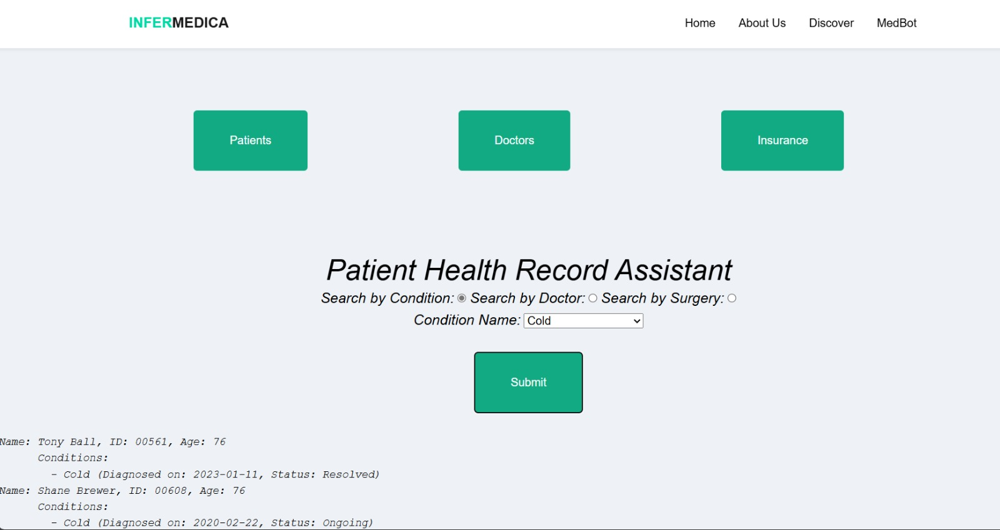 INFERMEDICA Home About Us Discover MedBot
Patients Doctors Insurance
Patient Health Record Assistant
Search by Condition: Search by Doctor: Search by Surgery:
Condition Name: Cold
Submit
Name: Tony Ball, ID: 00561, Age: 76
Conditions:
- Cold (Diagnosed on: 2023-01-11, Status: Resolved)
Name: Shane Brewer, ID: 00608, Age: 76
Conditions:
- Cold (Diagnosed on: 2020-02-22, Status: Ongoing)